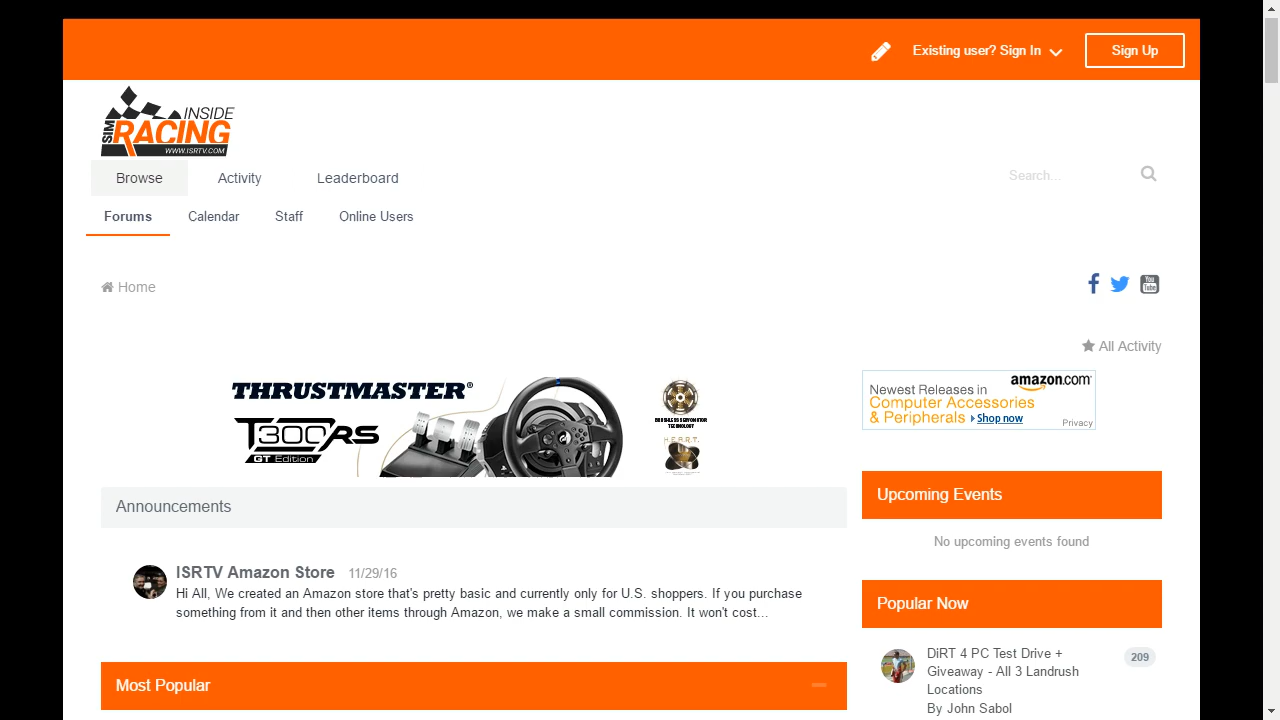 Existing user? Sign In
Sign Up
SIM
INSIDE
RACING
WWW.ISRTV.COM
Browse
Activity
Leaderboard
Search...
Forums
Calendar
Staff
Online Users
Home
You
Tube
All Activity
THRUSTMASTER®
T300RS
GT Edition
BRUSHLESS SERVOMOTOR
TECHNOLOGY
H.E.A.R.T.
amazon.com
Newest Releases in
Computer Accessories
& Peripherals
Shop now
Privacy
Announcements
Upcoming Events
No upcoming events found
ISRTV Amazon Store 11/29/16
Hi All, We created an Amazon store that's pretty basic and currently only for U.S. shoppers. If you purchase
something from it and then other items through Amazon, we make a small commission. It won't cost...
Popular Now
DiRT 4 PC Test Drive +
Giveaway - All 3 Landrush
Locations
By John Sabol
209
Most Popular